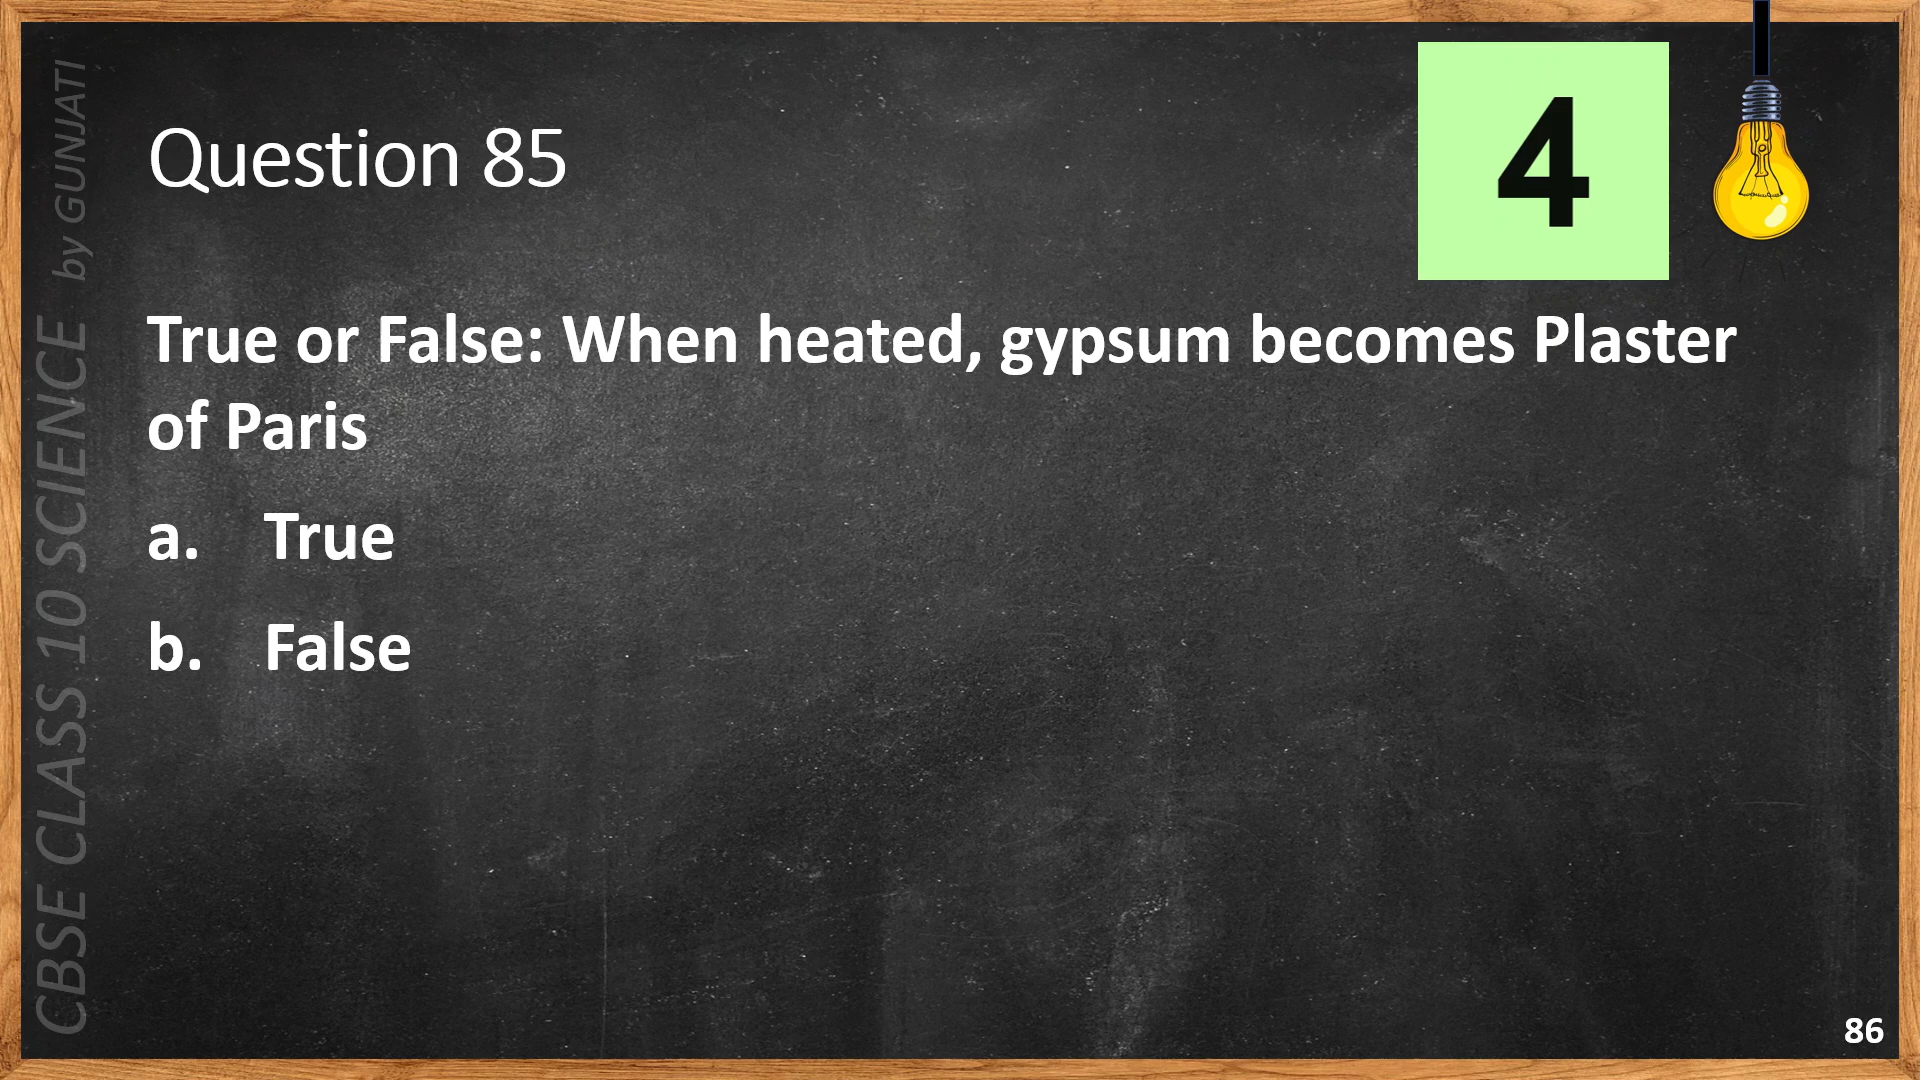 CBSE CLASS 10 SCIENCE by GUNJATI
Question 85
4
True or False: When heated, gypsum becomes Plaster
of Paris
a. True
b. False
86